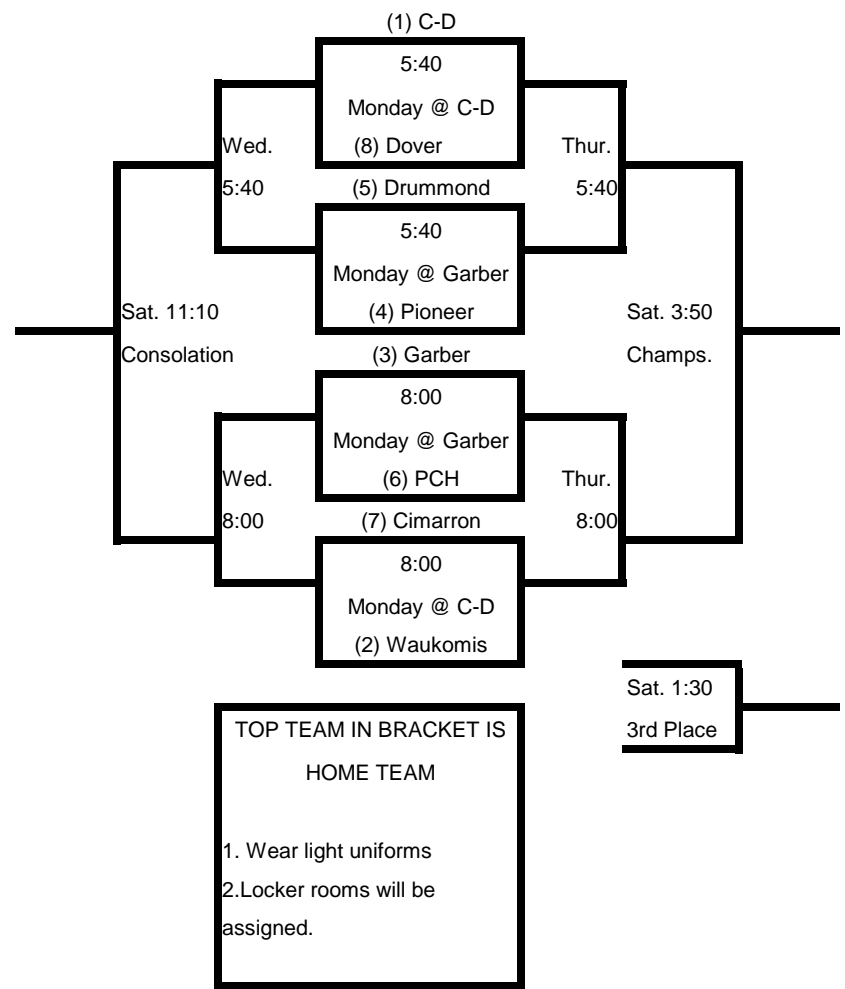 (1) C-D
5:40
Monday @ C-D
Wed.
(8) Dover
Thur.
5:40
(5) Drummond
5:40
5:40
Monday @ Garber
Sat. 11:10
(4) Pioneer
Sat. 3:50
Consolation
(3) Garber
Champs.
8:00
Monday @ Garber
Wed.
(6) PCH
Thur.
8:00
(7) Cimarron
8:00
8:00
Monday @ C-D
(2) Waukomis
Sat. 1:30
3rd Place
TOP TEAM IN BRACKET IS
HOME TEAM
1. Wear light uniforms
2.Locker rooms will be
assigned.